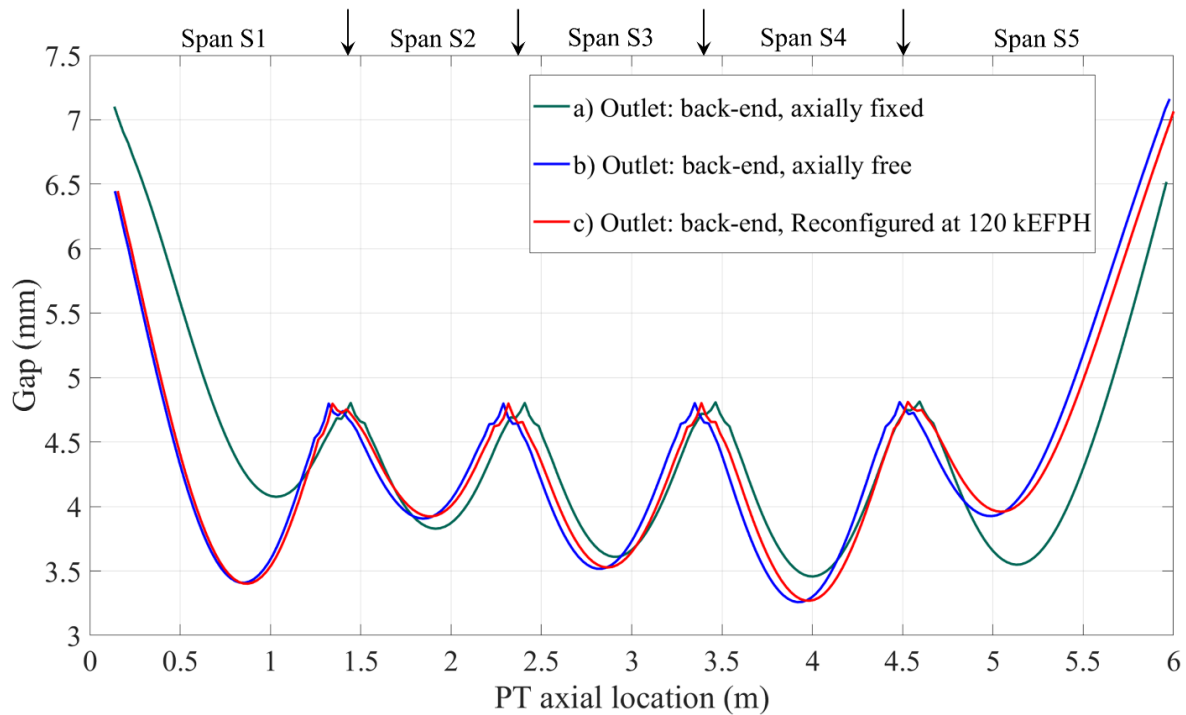 Span S1 Span S2 Span S3 Span S4 Span S5
7.5
7
6.5
6
5.5
5
4.5
4
3.5
3
Gap (mm)
a) Outlet: back-end, axially fixed
b) Outlet: back-end, axially free
c) Outlet: back-end, Reconfigured at 120 kEFPH
0 0.5 1 1.5 2 2.5 3 3.5 4 4.5 5 5.5 6
PT axial location (m)